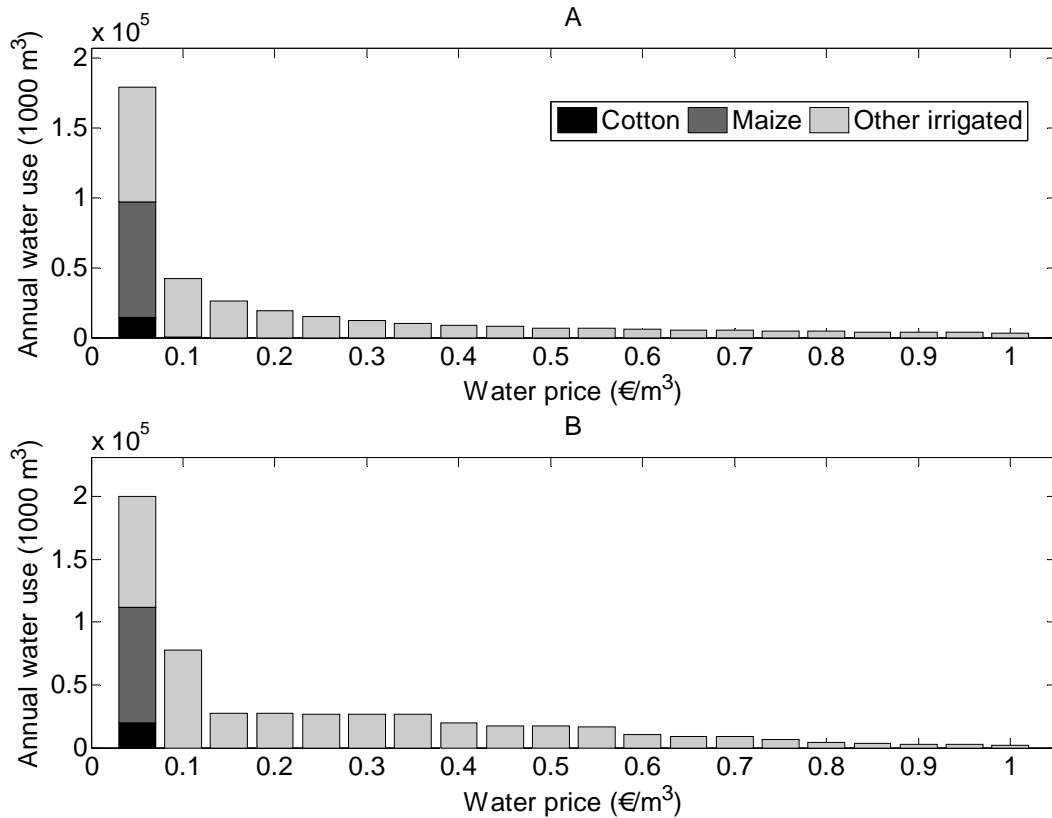 A
x 10^5
Annual water use (1000 m^3)
2
1.5
1
0.5
0
Cotton Maize Other irrigated
0 0.1 0.2 0.3 0.4 0.5 0.6 0.7 0.8 0.9 1
Water price (€/m^3)
B
x 10^5
Annual water use (1000 m^3)
2
1.5
1
0.5
0
0 0.1 0.2 0.3 0.4 0.5 0.6 0.7 0.8 0.9 1
Water price (€/m^3)